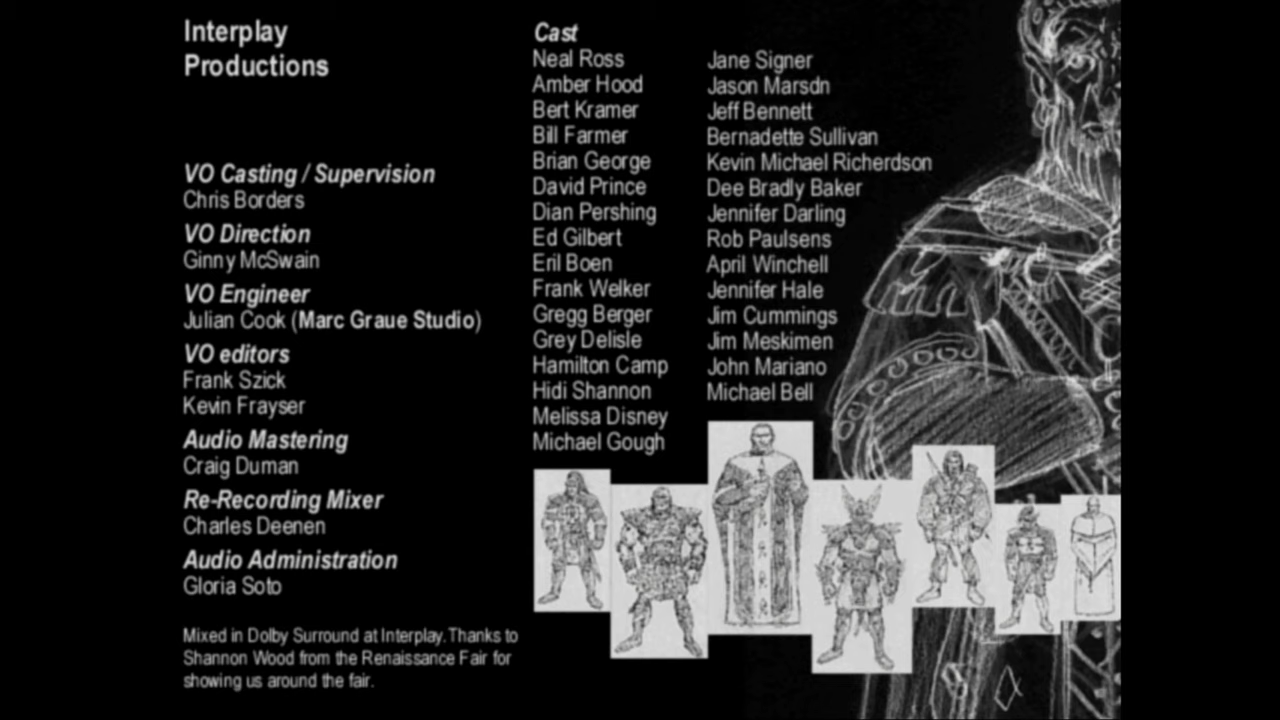 Interplay
Productions
VO Casting / Supervision
Chris Borders
VO Direction
Ginny McSwain
VO Engineer
Julian Cook (Marc Graue Studio)
VO editors
Frank Szick
Kevin Frayser
Audio Mastering
Craig Duman
Re-Recording Mixer
Charles Deenen
Audio Administration
Gloria Soto
Mixed in Dolby Surround at Interplay. Thanks to
Shannon Wood from the Renaissance Fair for
showing us around the fair.
Cast
Neal Ross
Amber Hood
Bert Kramer
Bill Farmer
Brian George
David Prince
Dian Pershing
Ed Gilbert
Eril Boen
Frank Welker
Gregg Berger
Grey Delisle
Hamilton Camp
Hidi Shannon
Melissa Disney
Michael Gough
Jane Signer
Jason Marsdn
Jeff Bennett
Bernadette Sullivan
Kevin Michael Richerdson
Dee Bradly Baker
Jennifer Darling
Rob Paulsens
April Winchell
Jennifer Hale
Jim Cummings
Jim Meskimen
John Mariano
Michael Bell